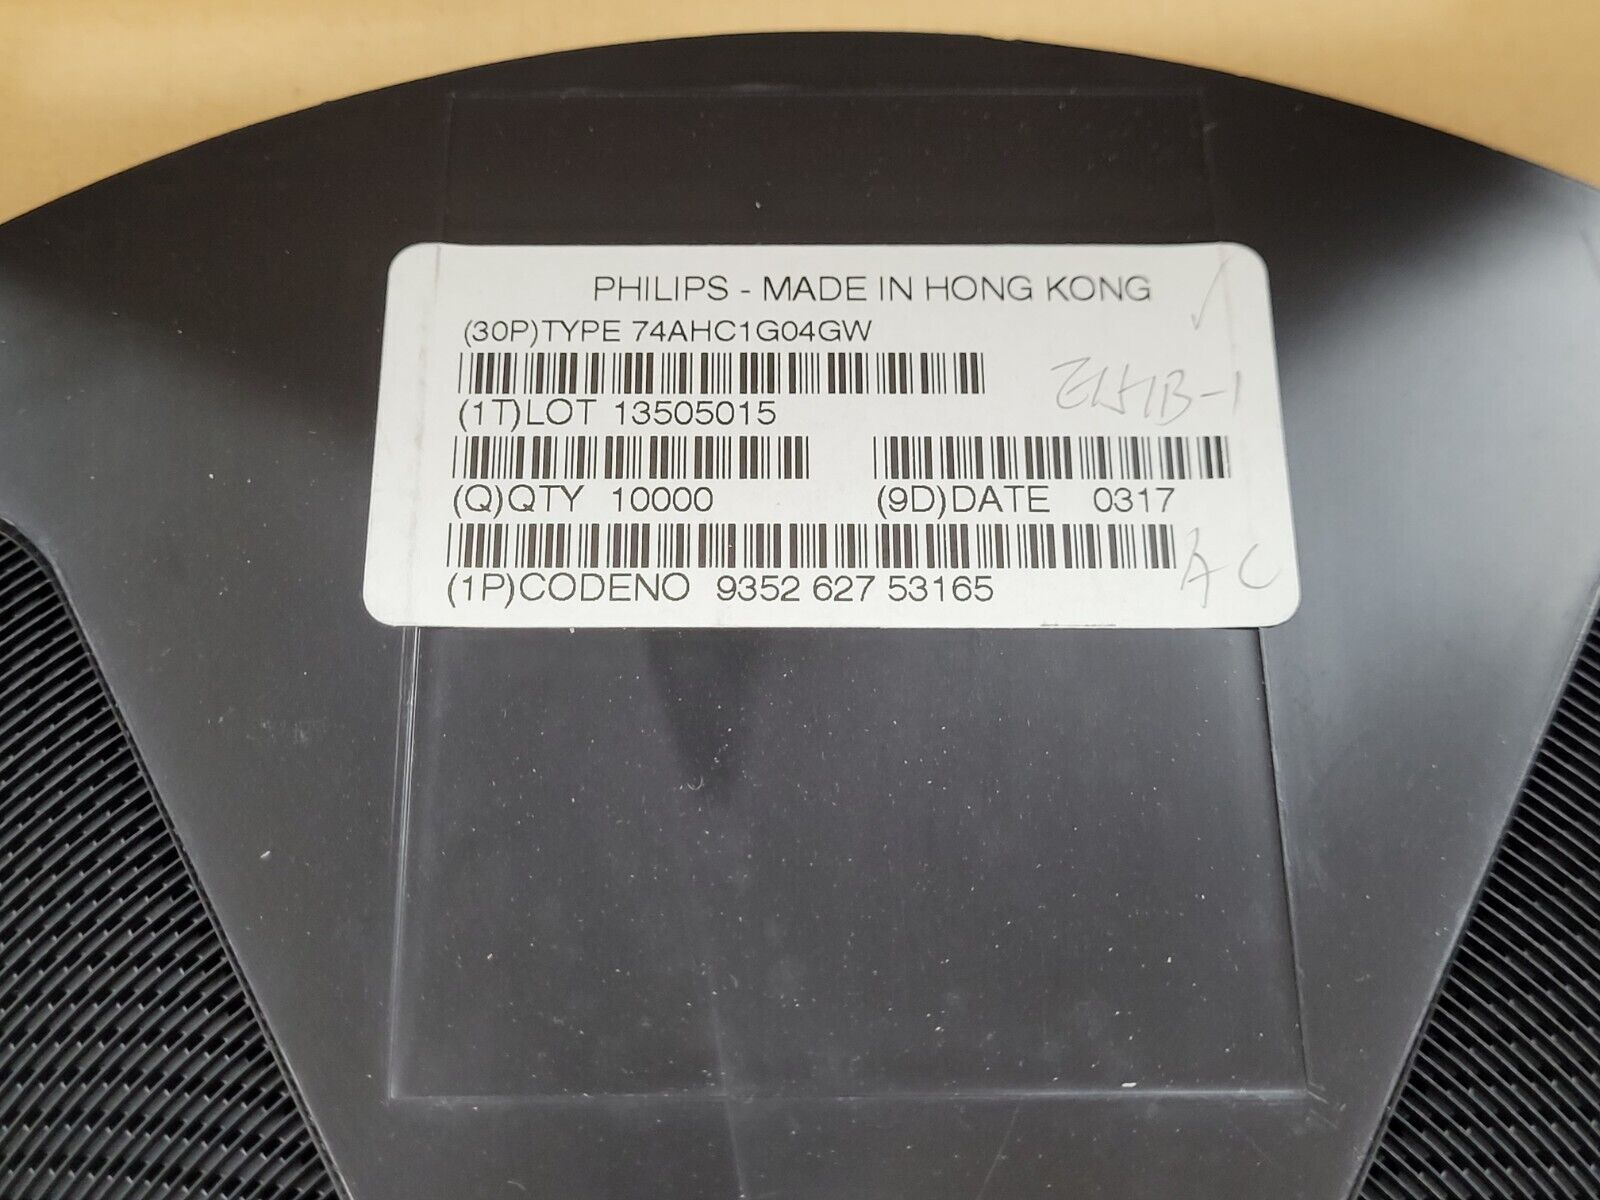 PHILIPS - MADE IN HONG KONG
(30P)TYPE 74AHC1G04GW
(1T)LOT 13505015
(Q)QTY 10000 (9D)DATE 0317
(1P)CODENO 9352 627 53165
A C